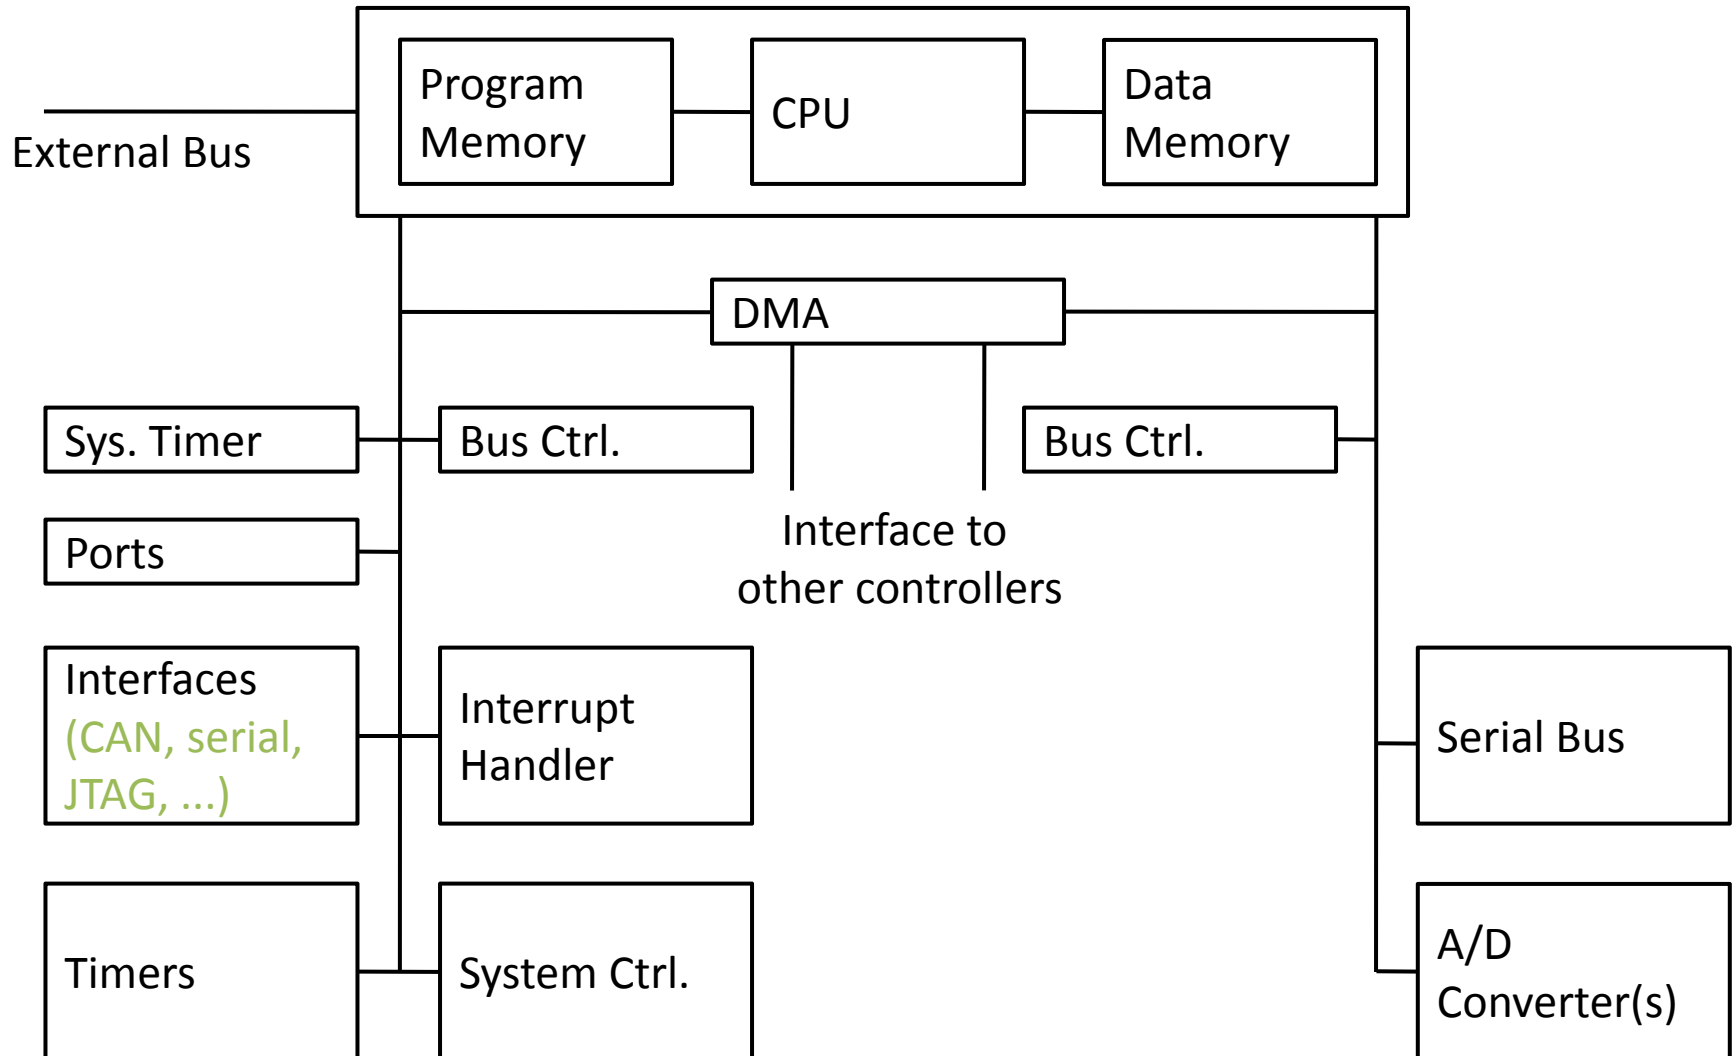 Program
Memory
CPU
Data
Memory
External Bus
DMA
Sys. Timer
Bus Ctrl.
Bus Ctrl.
Ports
Interface to
other controllers
Interfaces
(CAN, serial,
JTAG, ...)
Interrupt
Handler
Serial Bus
Timers
System Ctrl.
A/D
Converter(s)